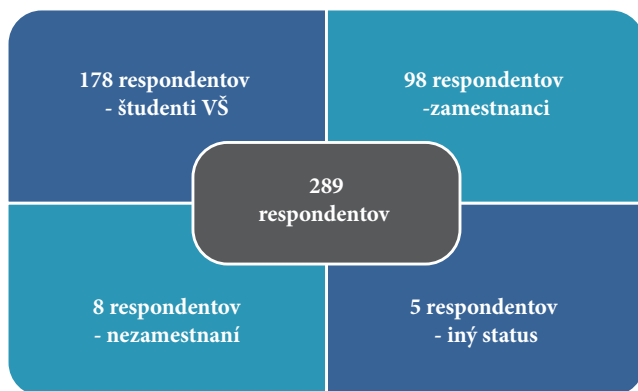 178 respondentov
- študenti VŠ
98 respondentov
-zamestnanci
289
respondentov
8 respondentov
- nezamestnaní
5 respondentov
- iný status